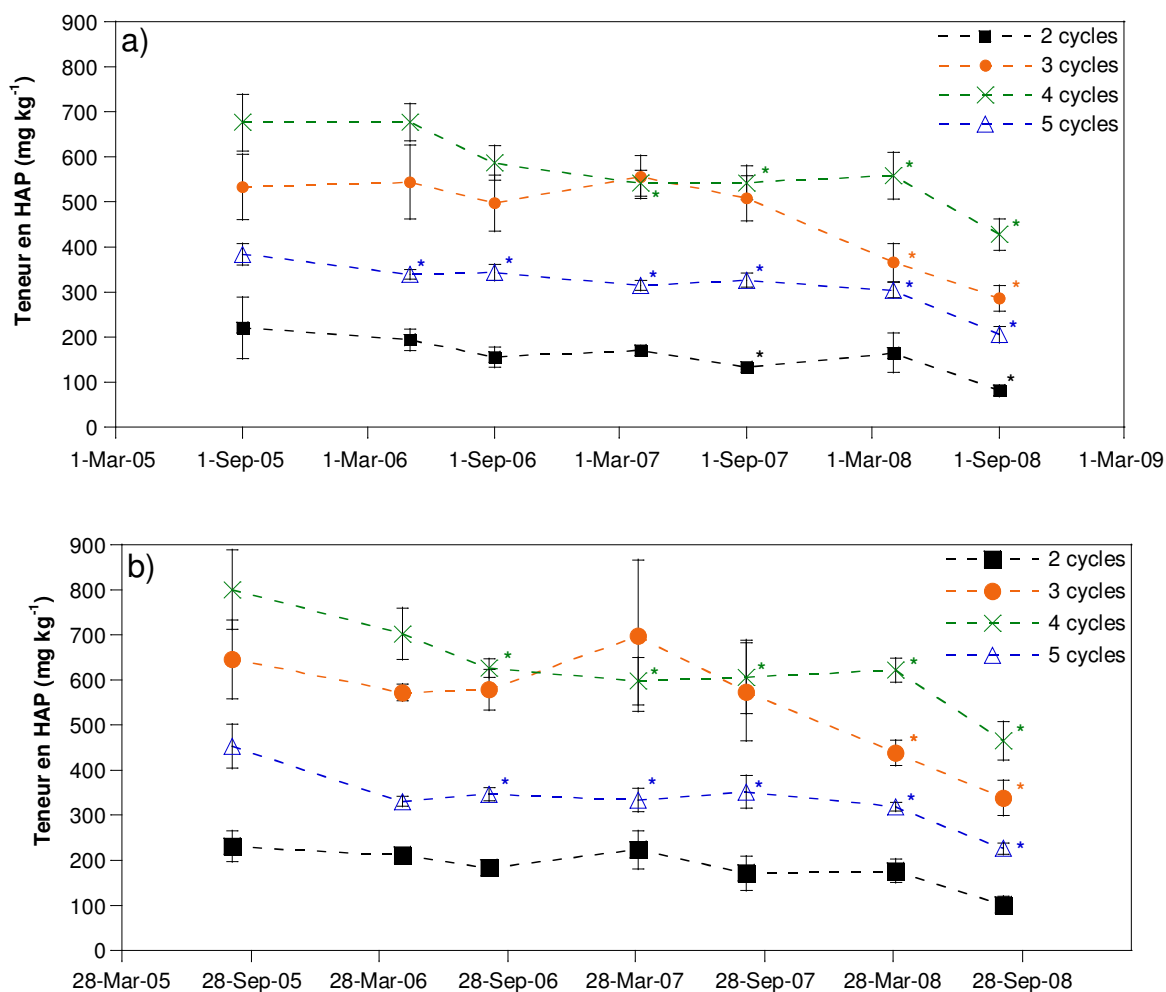 a)
Teneur en HAP (mg kg-1)
900
800
700
600
500
400
300
200
100
0
2 cycles
3 cycles
4 cycles
5 cycles
* *
* *
* * * * *
*
*
* *
* *
1-Mar-05 1-Sep-05 1-Mar-06 1-Sep-06 1-Mar-07 1-Sep-07 1-Mar-08 1-Sep-08 1-Mar-09
b)
Teneur en HAP (mg kg-1)
900
800
700
600
500
400
300
200
100
0
2 cycles
3 cycles
4 cycles
5 cycles
* * * *
*
*
* * * *
*
*
28-Mar-05 28-Sep-05 28-Mar-06 28-Sep-06 28-Mar-07 28-Sep-07 28-Mar-08 28-Sep-08